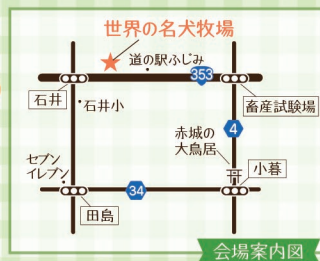 世界の名犬牧場
道の駅ふじみ
353
石井
石井小
畜産試験場
赤城の
大鳥居
4
セブン
イレブン
小暮
34
田島
会場案内図